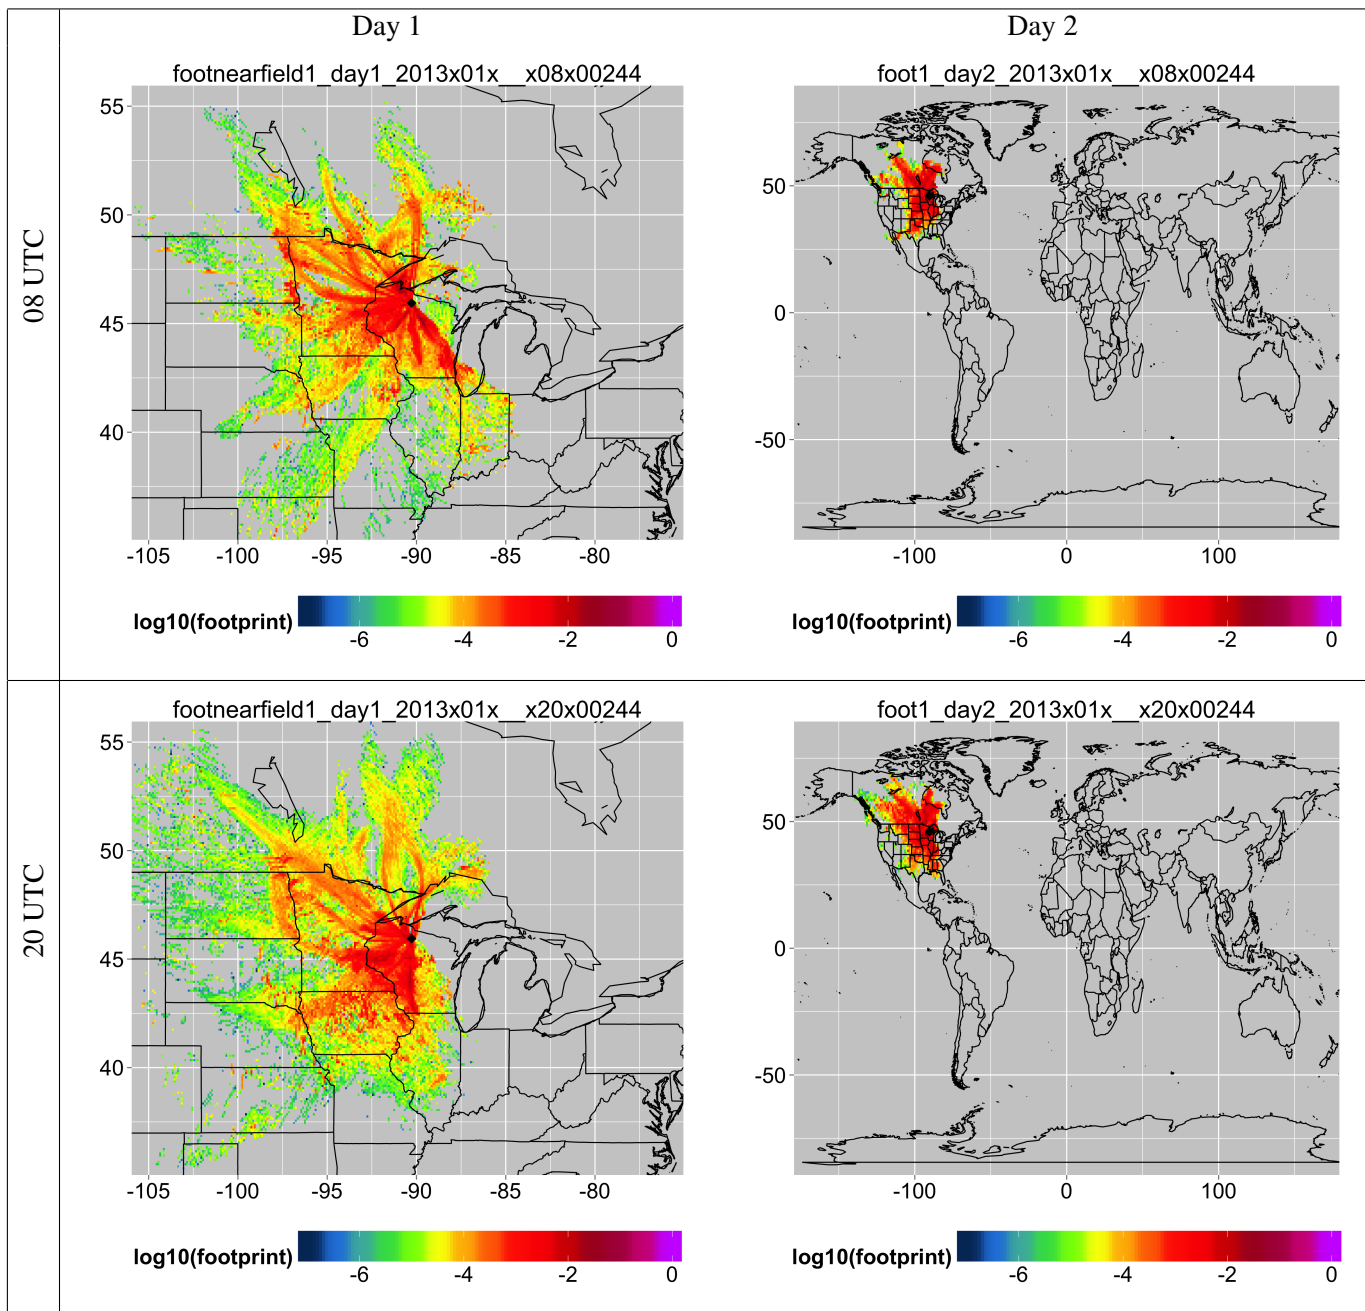 Day 1
Day 2
08 UTC
footnearfield1_day1_2013x01x__x08x00244
55
50
45
40
-105 -100 -95 -90 -85 -80
log10(footprint)
-6 -4 -2 0
foot1_day2_2013x01x__x08x00244
50
0
-50
-100 0 100
log10(footprint)
-6 -4 -2 0
20 UTC
footnearfield1_day1_2013x01x__x20x00244
55
50
45
40
-105 -100 -95 -90 -85 -80
log10(footprint)
-6 -4 -2 0
foot1_day2_2013x01x__x20x00244
50
0
-50
-100 0 100
log10(footprint)
-6 -4 -2 0